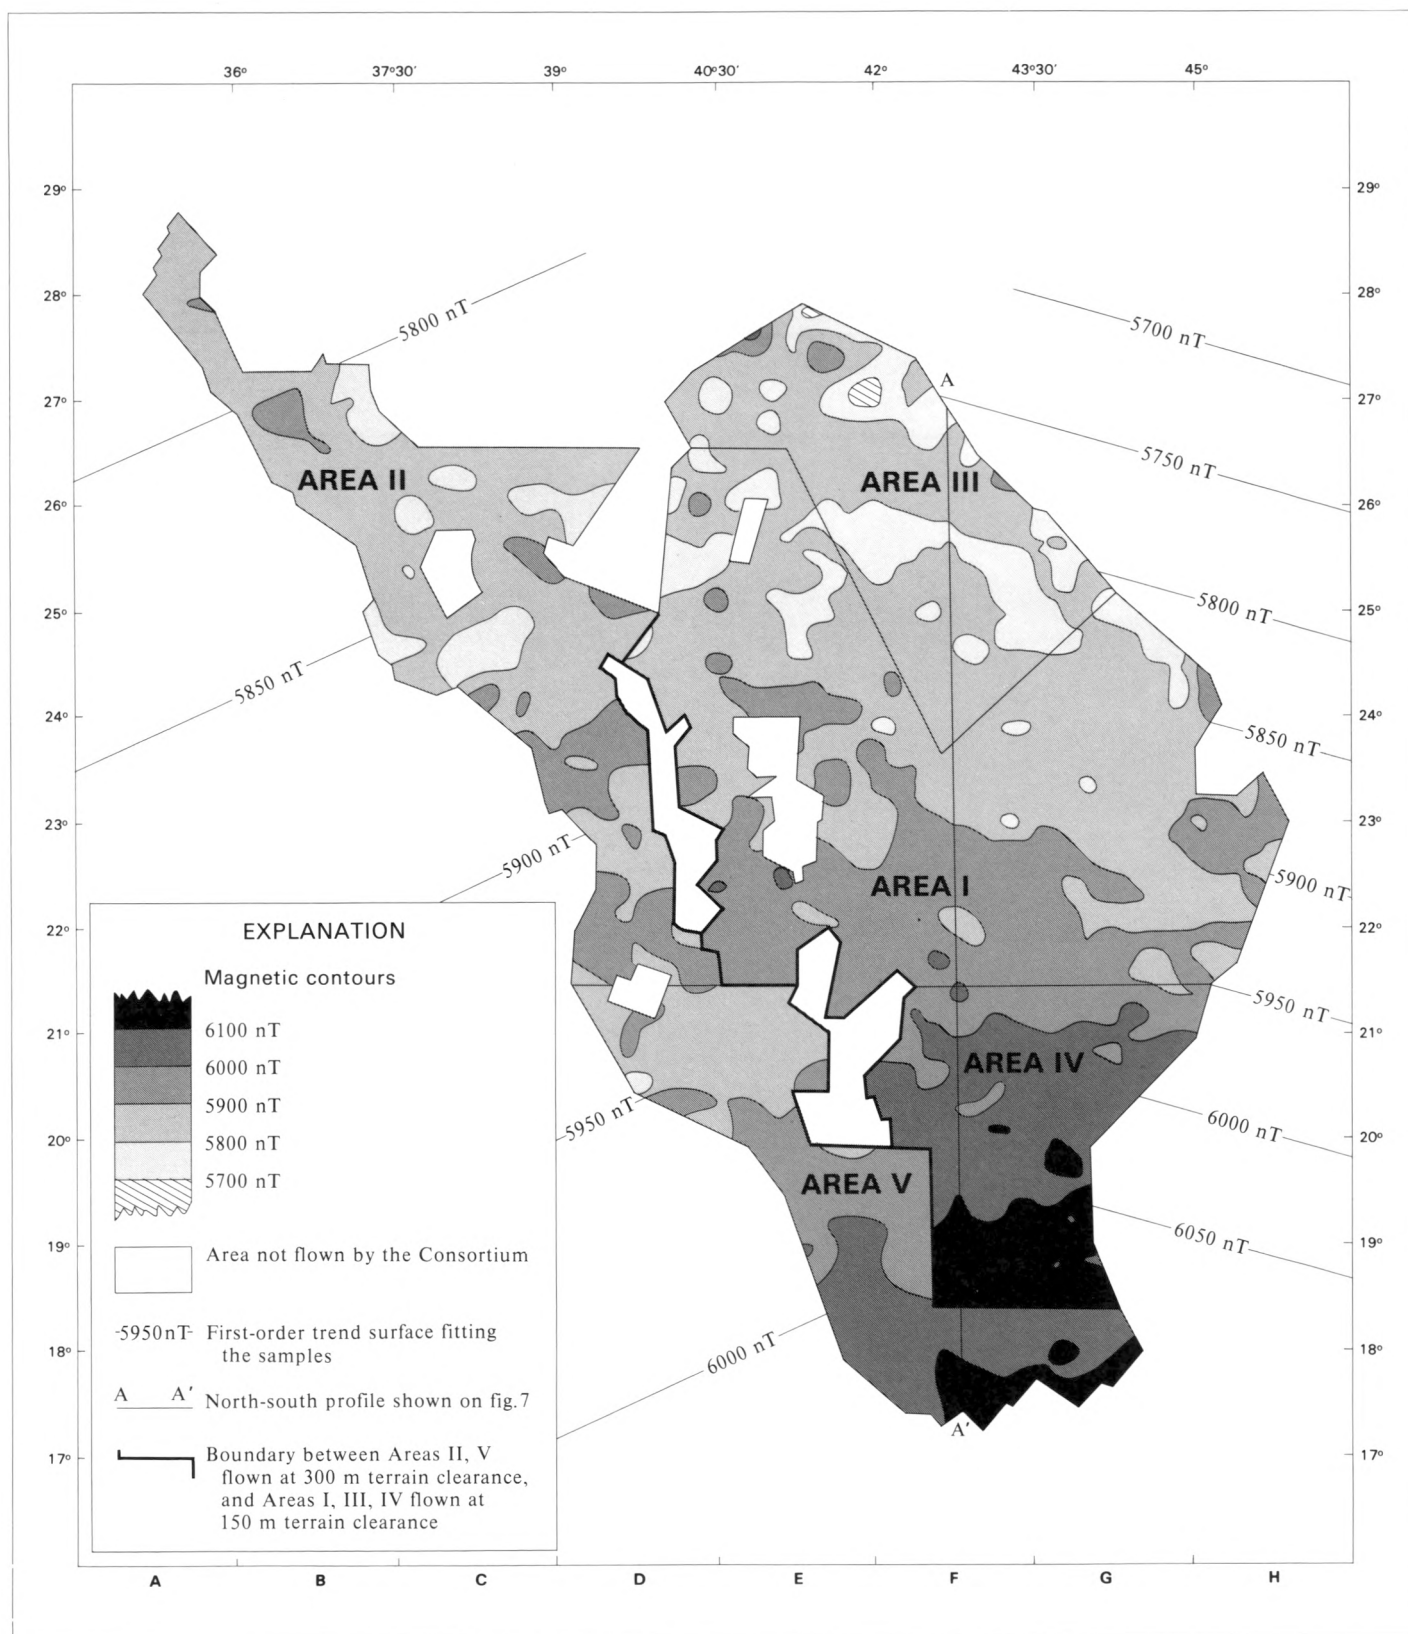 36° 37°30′ 39° 40°30′ 42° 43°30′ 45°
29° 29°
28° 28°
5800 nT
5700 nT
A
27° 27°
5750 nT
AREA II
AREA III
26° 26°
5800 nT
25° 25°
5850 nT
24° 24°
5850 nT
23° 23°
5900 nT
AREA I
5900 nT
22° 22°
5950 nT
21° 21°
AREA IV
5950 nT
6000 nT
20° 20°
AREA V
6050 nT
19° 19°
6000 nT
18° 18°
A′
17° 17°
EXPLANATION
Magnetic contours
6100 nT
6000 nT
5900 nT
5800 nT
5700 nT
Area not flown by the Consortium
-5950nT- First-order trend surface fitting
the samples
A A′ North-south profile shown on fig.7
Boundary between Areas II, V
flown at 300 m terrain clearance,
and Areas I, III, IV flown at
150 m terrain clearance
A B C D E F G H